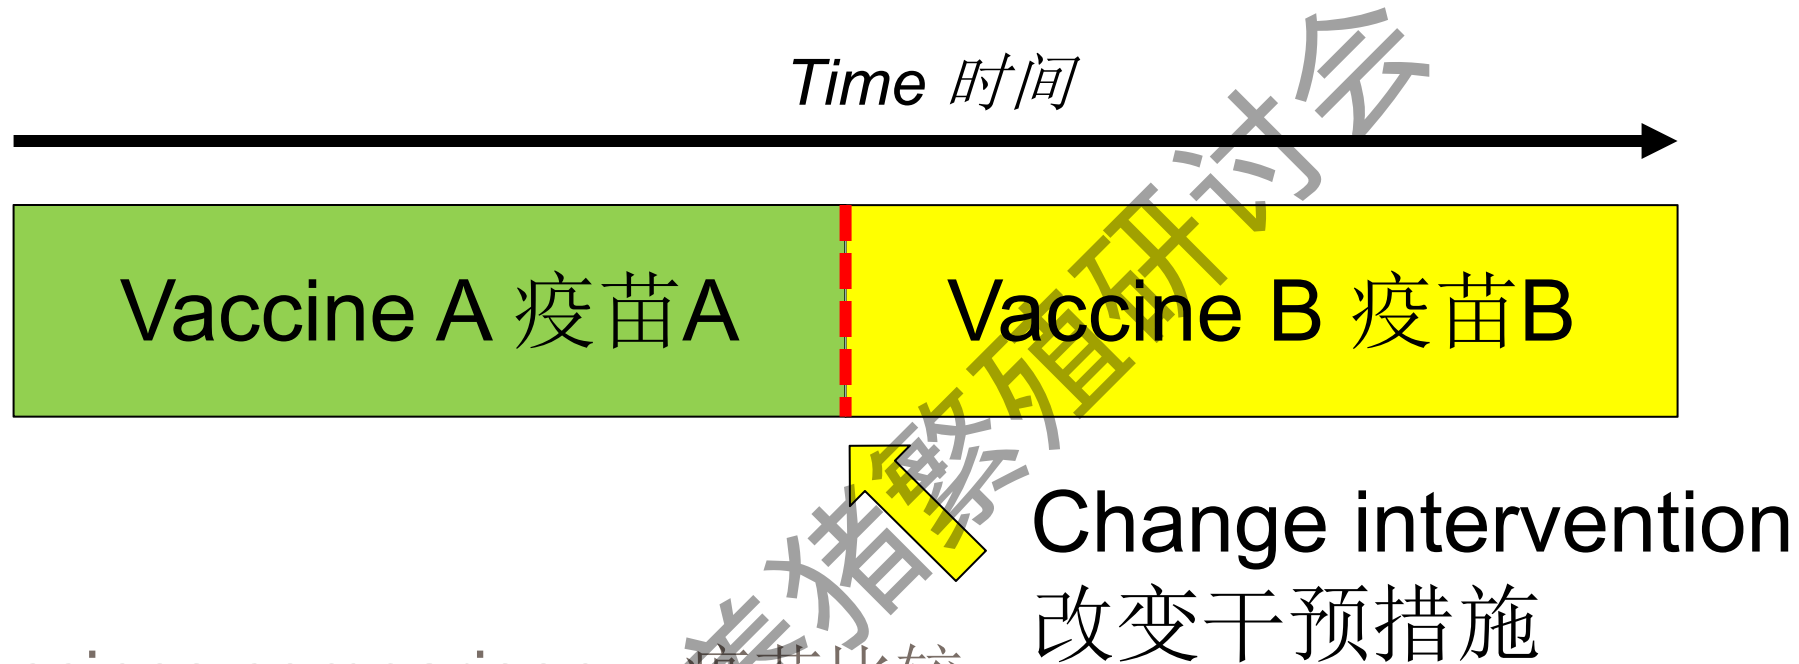 Time 时间
Vaccine A 疫苗A
Vaccine B 疫苗B
Change intervention
改变干预措施
美猪繁殖研讨会